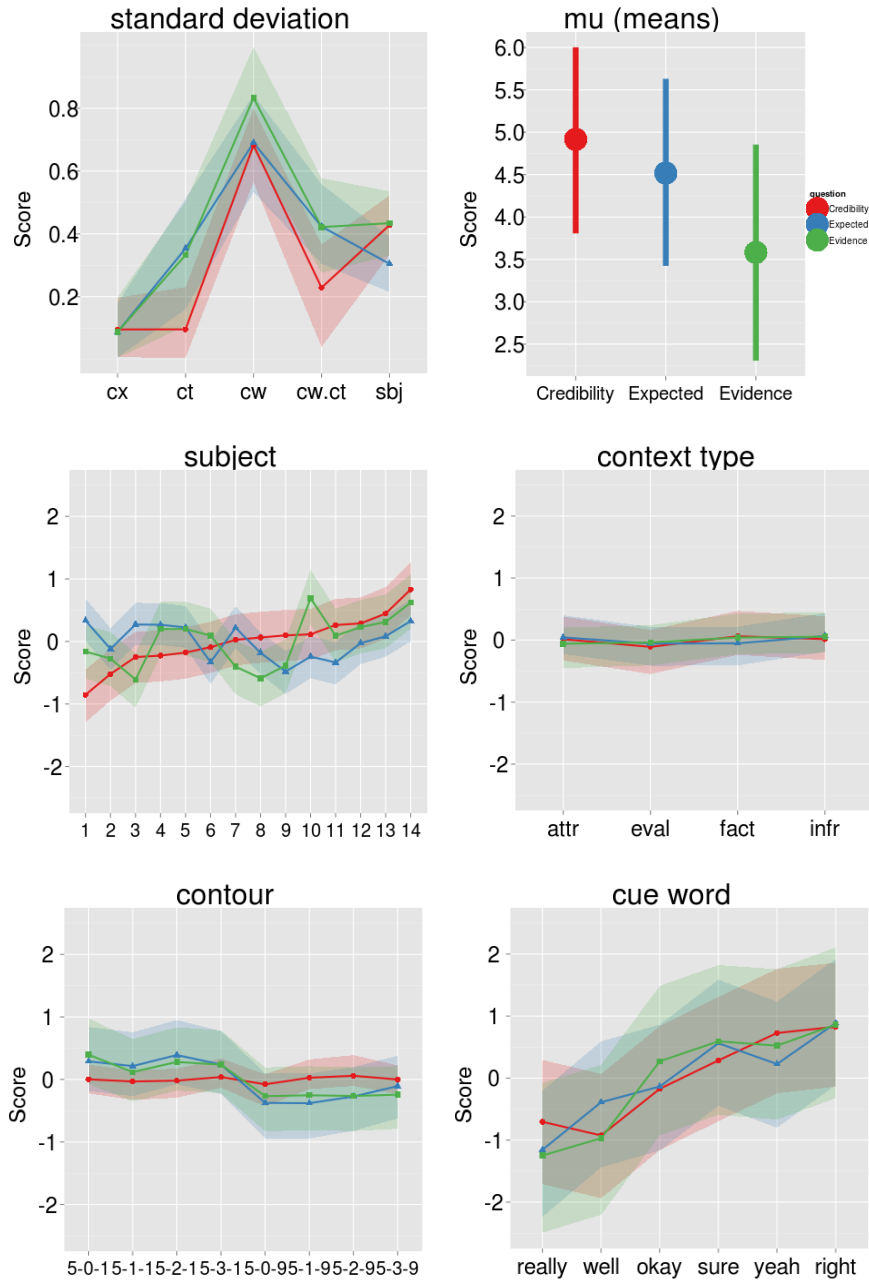 standard deviation
Score
0.8
0.6
0.4
0.2
cx ct cw cw.ct sbj
mu (means)
Score
6.0
5.5
5.0
4.5
4.0
3.5
3.0
2.5
Credibility Expected Evidence
question
Credibility
Expected
Evidence
subject
Score
2
1
0
-1
-2
1 2 3 4 5 6 7 8 9 10 11 12 13 14
context type
Score
2
1
0
-1
-2
attr eval fact infr
contour
Score
2
1
0
-1
-2
5-0-15-1-15-2-15-3-15-0-95-1-95-2-95-3-9
cue word
Score
2
1
0
-1
-2
really well okay sure yeah right